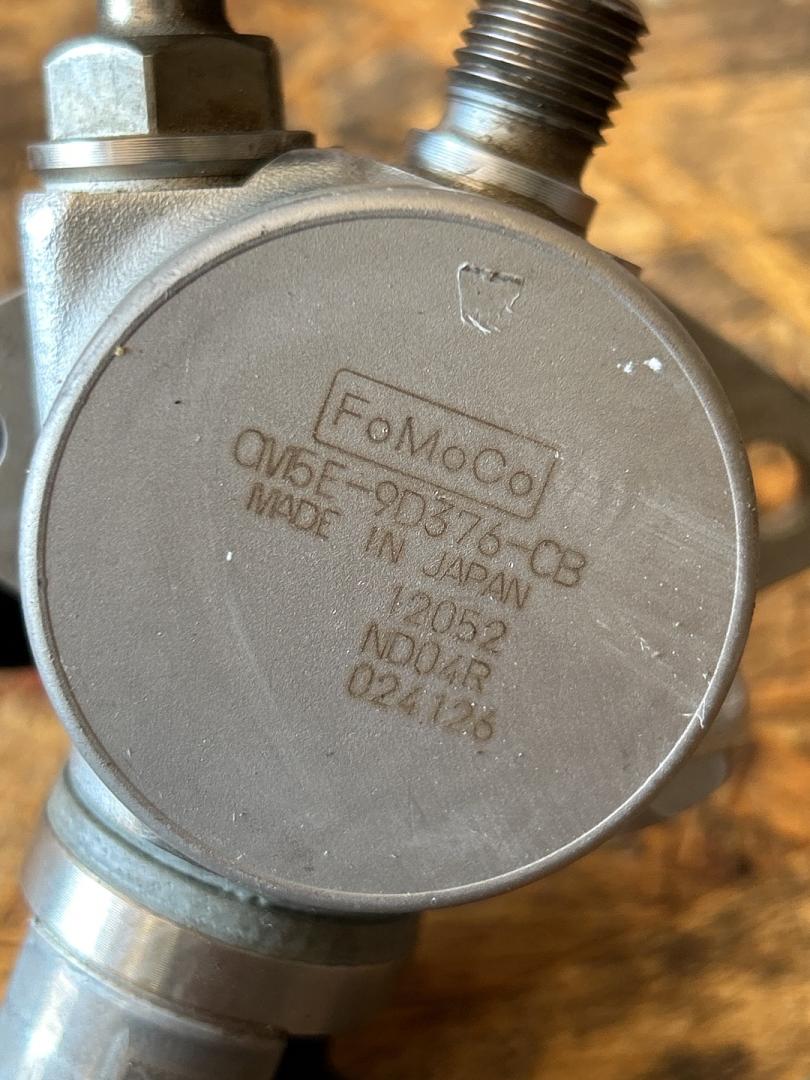 FoMoCo
CM5E-9D376-CB
MADE IN JAPAN
12052
ND04R
024126